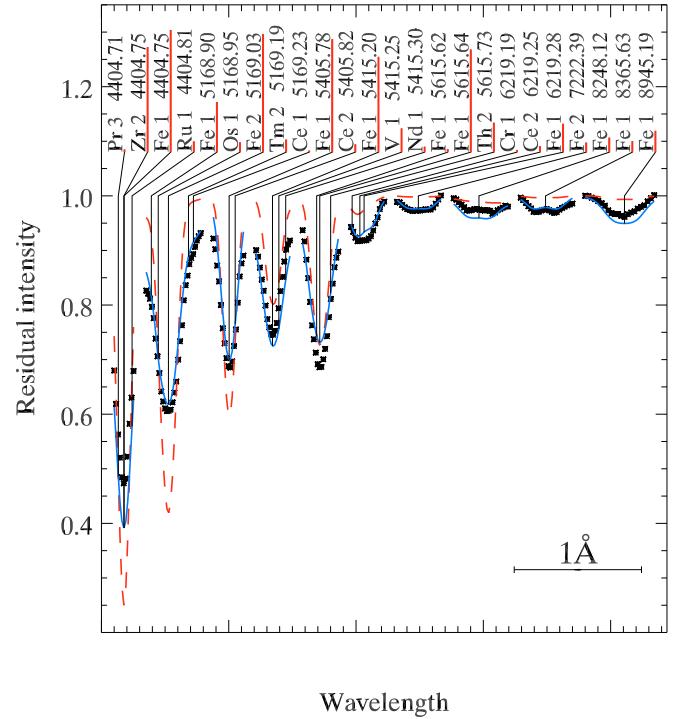 Pr 3 4404.71
Zr 2 4404.75
Fe 1 4404.75
Ru 1 4404.81
Fe 1 5168.90
Os 1 5168.95
Fe 2 5169.03
Tm 2 5169.19
Ce 1 5169.23
Fe 1 5405.78
Ce 2 5405.82
Fe 1 5415.20
V 1 5415.25
Nd 1 5415.30
Fe 1 5615.62
Fe 1 5615.64
Th 2 5615.73
Cr 1 6219.19
Ce 2 6219.25
Fe 1 6219.28
Fe 2 7222.39
Fe 1 8248.12
Fe 1 8365.63
Fe 1 8945.19
1.2
1.0
0.8
0.6
0.4
Residual intensity
1Å
Wavelength